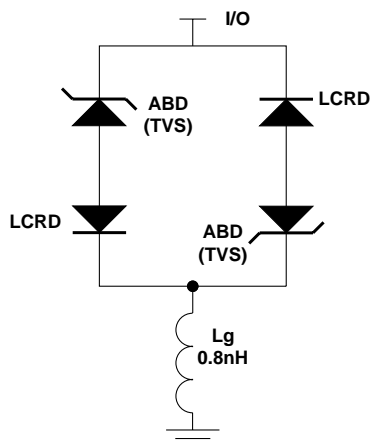 I/O
ABD
(TVS)
LCRD
LCRD
ABD
(TVS)
Lg
0.8nH